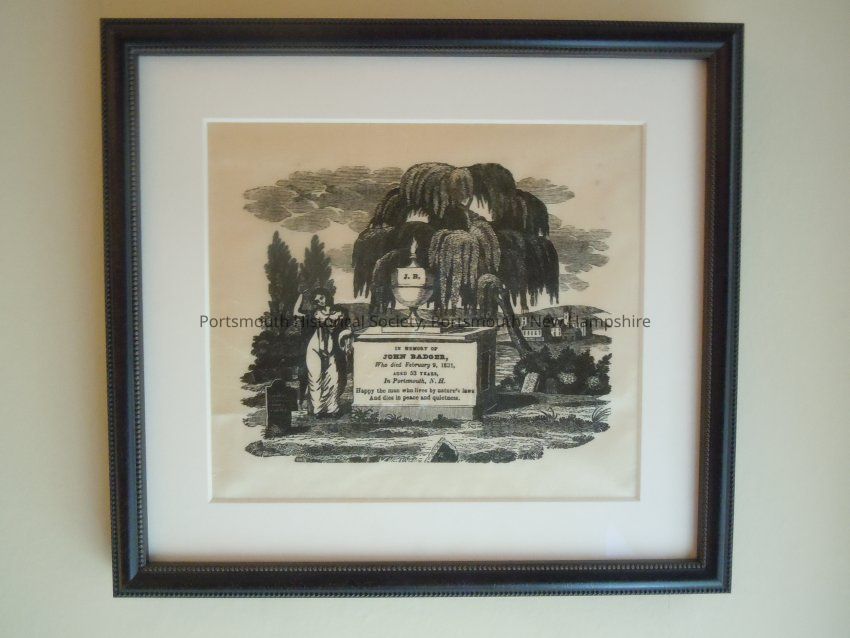 J. B.
Portsmouth Historical Society, Portsmouth, New Hampshire
IN MEMORY OF
JOHN BADGER,
Who died February 9, 1821,
AGED 53 YEARS,
In Portsmouth, N. H.
Happy the man who lives by nature's laws
And dies in peace and quietness.